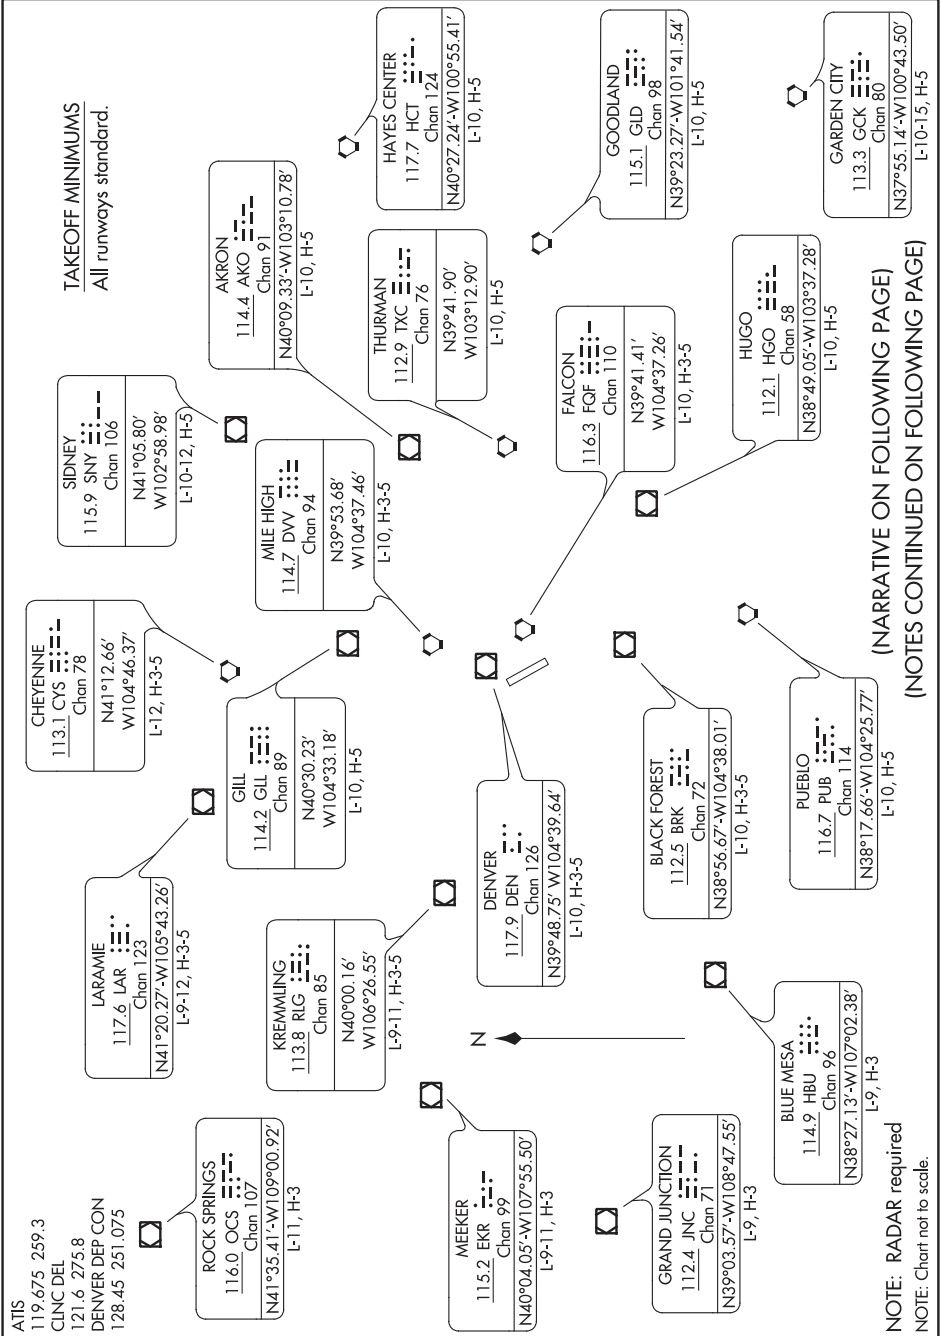 ATIS
119.675 259.3
CLNC DEL
121.6 275.8
DENVER DEP CON
128.45 251.075
TAKEOFF MINIMUMS
All runways standard.
ROCK SPRINGS
116.0 OCS
Chan 107
N41°35.41′-W109°00.92′
L-11, H-3
LARAMIE
117.6 LAR
Chan 123
N41°20.27′-W105°43.26′
L-9-12, H-3-5
CHEYENNE
113.1 CYS
Chan 78
N41°12.66′
W104°46.37′
L-12, H-3-5
SIDNEY
115.9 SNY
Chan 106
N41°05.80′
W102°58.98′
L-10-12, H-5
GILL
114.2 GLL
Chan 89
N40°30.23′
W104°33.18′
L-10, H-5
AKRON
114.4 AKO
Chan 91
N40°09.33′-W103°10.78′
L-10, H-5
HAYES CENTER
117.7 HCT
Chan 124
N40°27.24′-W100°55.41′
L-10, H-5
KREMMLING
113.8 RLG
Chan 85
N40°00.16′
W106°26.55′
L-9-11, H-3-5
MILE HIGH
114.7 DVV
Chan 94
N39°53.68′
W104°37.46′
L-10, H-3-5
THURMAN
112.9 TXC
Chan 76
N39°41.90′
W103°12.90′
L-10, H-5
MEEKER
115.2 EKR
Chan 99
N40°04.05′-W107°55.50′
L-9-11, H-3
N
DENVER
117.9 DEN
Chan 126
N39°48.75′ W104°39.64′
L-10, H-3-5
FALCON
116.3 FQF
Chan 110
N39°41.41′
W104°37.26′
L-10, H-3-5
GOODLAND
115.1 GLD
Chan 98
N39°23.27′-W101°41.54′
L-10, H-5
GRAND JUNCTION
112.4 JNC
Chan 71
N39°03.57′-W108°47.55′
L-9, H-3
BLACK FOREST
112.5 BRK
Chan 72
N38°56.67′-W104°38.01′
L-10, H-3-5
HUGO
112.1 HGO
Chan 58
N38°49.05′-W103°37.28′
L-10, H-5
BLUE MESA
114.9 HBU
Chan 96
N38°27.13′-W107°02.38′
L-9, H-3
PUEBLO
116.7 PUB
Chan 114
N38°17.66′-W104°25.77′
L-10, H-5
GARDEN CITY
113.3 GCK
Chan 80
N37°55.14′-W100°43.50′
L-10-15, H-5
NOTE: RADAR required
NOTE: Chart not to scale.
(NARRATIVE ON FOLLOWING PAGE)
(NOTES CONTINUED ON FOLLOWING PAGE)